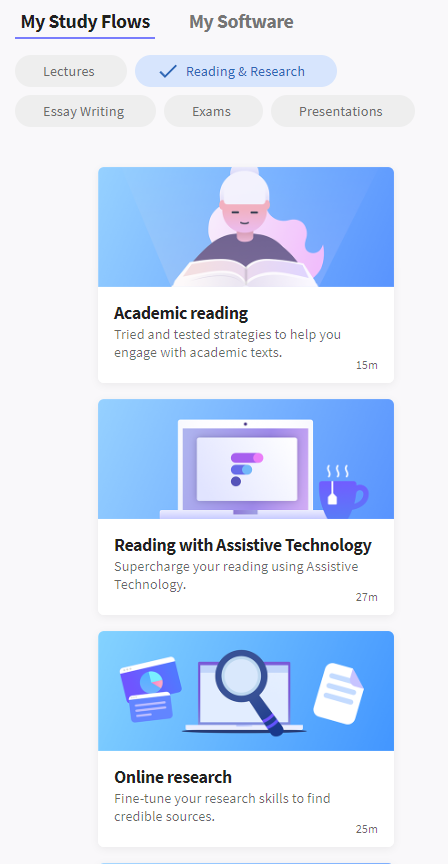 My Study Flows My Software
Lectures Reading & Research
Essay Writing Exams Presentations
Academic reading
Tried and tested strategies to help you
engage with academic texts.
15m
Reading with Assistive Technology
Supercharge your reading using Assistive
Technology.
27m
Online research
Fine-tune your research skills to find
credible sources.
25m